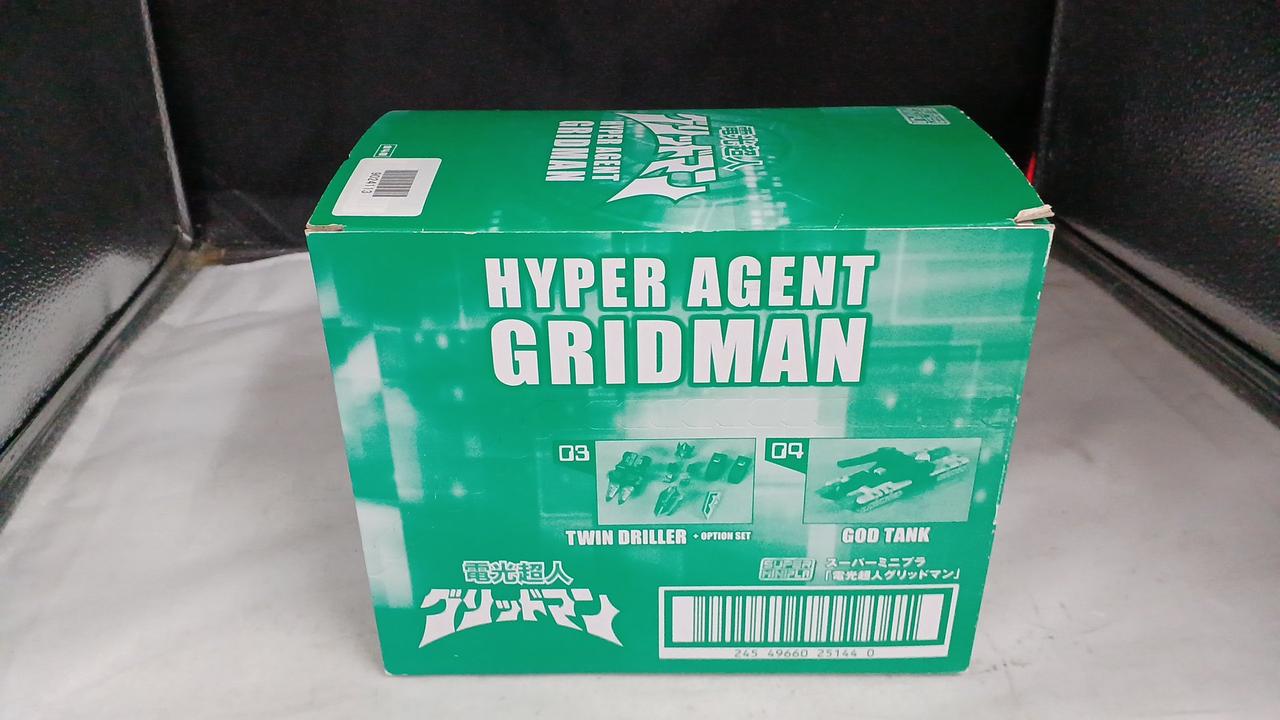 電光超人
グリッドマン
HYPER AGENT
GRIDMAN
9024113
HYPER AGENT
GRIDMAN
03
04
TWIN DRILLER + OPTION SET
GOD TANK
電光超人
グリッドマン
SUPER MINIPLA
スーパーミニプラ
「電光超人グリッドマン」
245 49660 25144 0